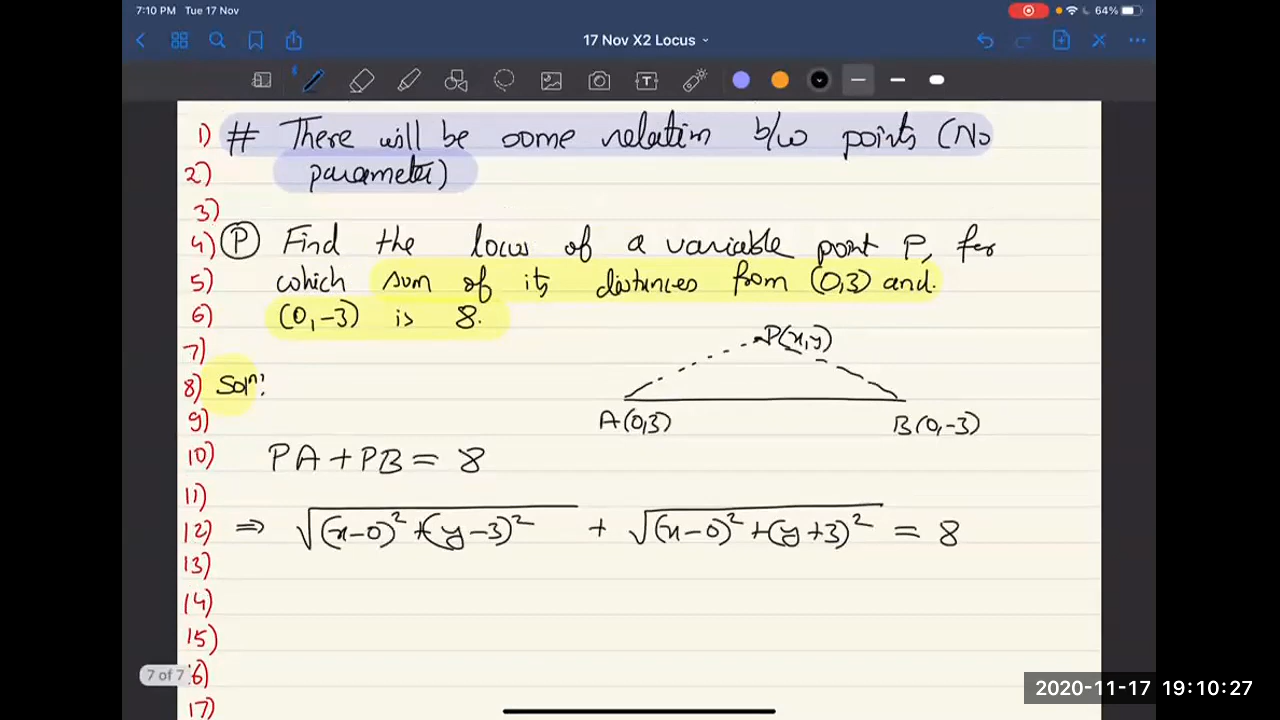 7:10 PM Tue 17 Nov
64%
17 Nov X2 Locus
1) # There will be some relation b/w points (No
2) parameter)
3)
4) (P) Find the locus of a variable point P, for
5) which sum of its distances from (0,3) and.
6) (0,-3) is 8.
7) P(x,y)
8) Soln:
9) A(0,3) B(0,-3)
10) PA+PB = 8
11)
12) ⇒ √(x-0)²+(y-3)² + √(x-0)²+(y+3)² = 8
13)
14)
15)
7 of 7 16)
17)
2020-11-17 19:10:27